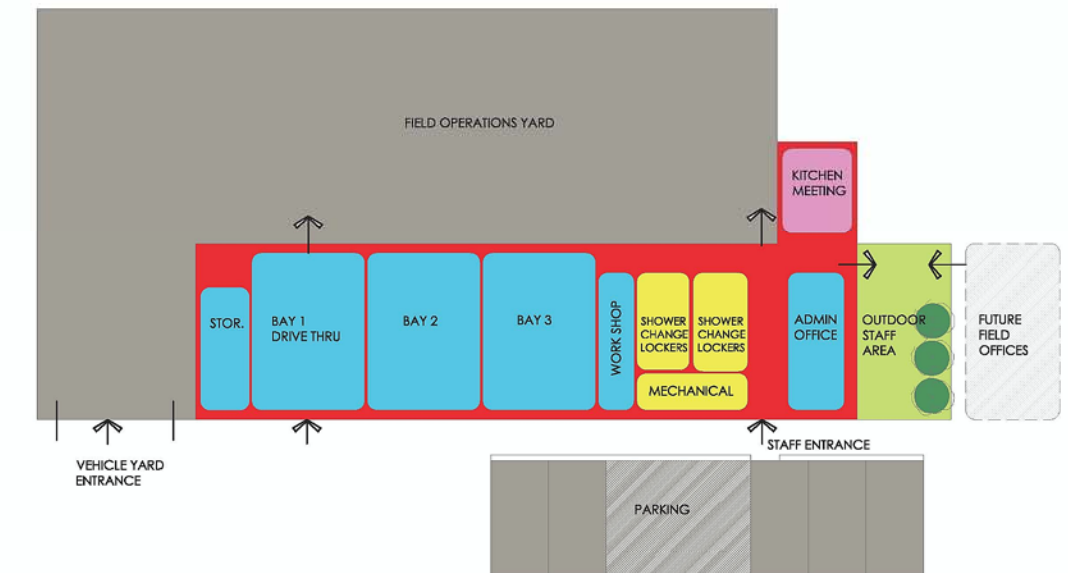 FIELD OPERATIONS YARD
KITCHEN
MEETING
STOR.
BAY 1
DRIVE THRU
BAY 2
BAY 3
WORK SHOP
SHOWER
CHANGE
LOCKERS
SHOWER
CHANGE
LOCKERS
MECHANICAL
ADMIN
OFFICE
OUTDOOR
STAFF
AREA
FUTURE
FIELD
OFFICES
VEHICLE YARD
ENTRANCE
STAFF ENTRANCE
PARKING